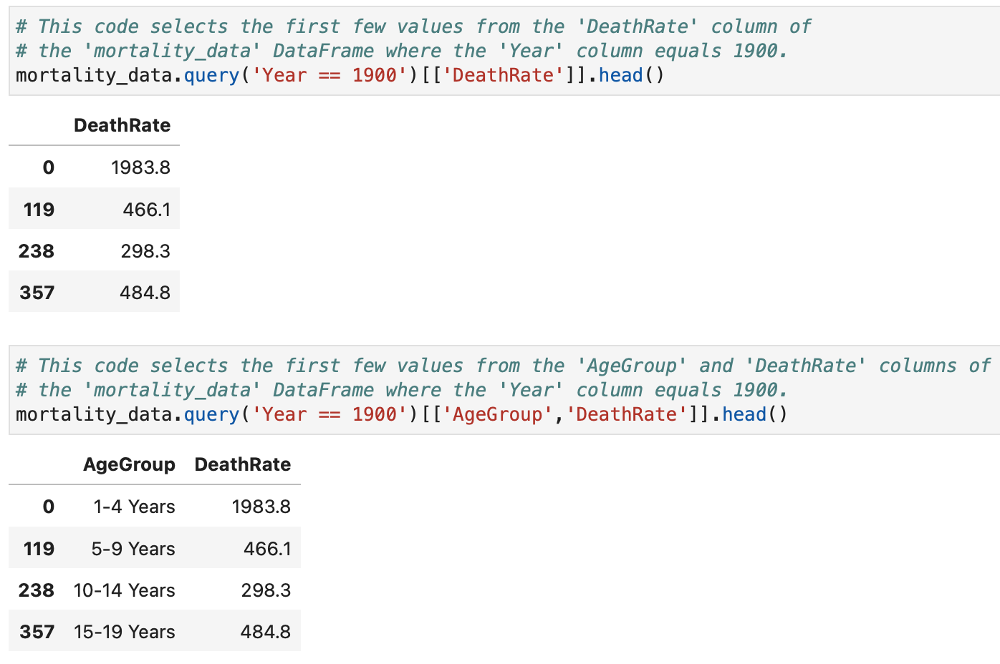 # This code selects the first few values from the 'DeathRate' column of
# the 'mortality_data' DataFrame where the 'Year' column equals 1900.
mortality_data.query('Year == 1900')[['DeathRate']].head()
DeathRate
0 1983.8
119 466.1
238 298.3
357 484.8
# This code selects the first few values from the 'AgeGroup' and 'DeathRate' columns of
# the 'mortality_data' DataFrame where the 'Year' column equals 1900.
mortality_data.query('Year == 1900')[['AgeGroup','DeathRate']].head()
AgeGroup DeathRate
0 1-4 Years 1983.8
119 5-9 Years 466.1
238 10-14 Years 298.3
357 15-19 Years 484.8